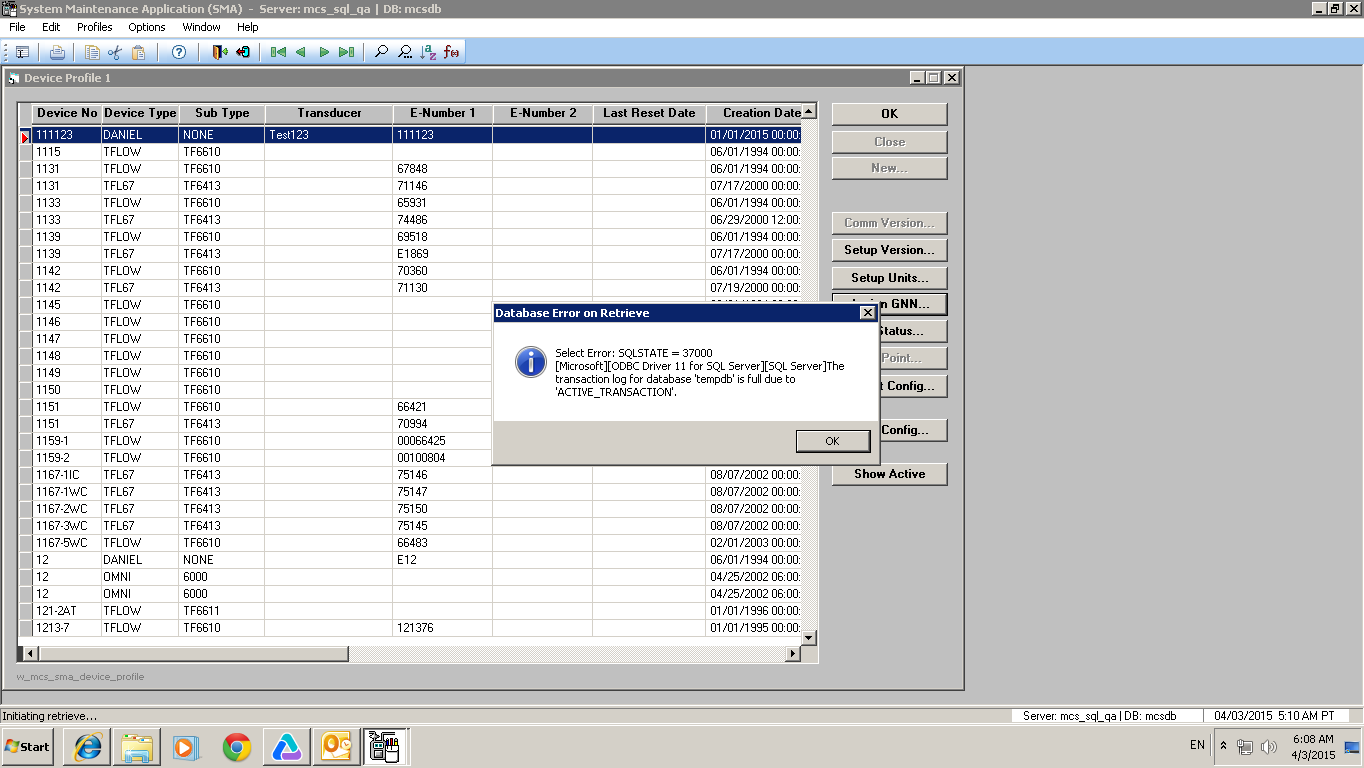 System Maintenance Application (SMA) - Server: mcs_sql_qa | DB: mcsdb
File Edit Profiles Options Window Help
Device Profile 1
Device No Device Type Sub Type Transducer E-Number 1 E-Number 2 Last Reset Date Creation Date
111123 DANIEL NONE Test123 111123 01/01/2015 00:00:
1115 TFLOW TF6610 06/01/1994 00:00:
1131 TFLOW TF6610 67848 06/01/1994 00:00:
1131 TFL67 TF6413 71146 07/17/2000 00:00:
1133 TFLOW TF6610 65931 06/01/1994 00:00:
1133 TFL67 TF6413 74486 06/29/2000 12:00:
1139 TFLOW TF6610 69518 06/01/1994 00:00:
1139 TFL67 TF6413 E1869 07/17/2000 00:00:
1142 TFLOW TF6610 70360 06/01/1994 00:00:
1142 TFL67 TF6413 71130 07/19/2000 00:00:
1145 TFLOW TF6610
1146 TFLOW TF6610
1147 TFLOW TF6610
1148 TFLOW TF6610
1149 TFLOW TF6610
1150 TFLOW TF6610
1151 TFLOW TF6610 66421
1151 TFL67 TF6413 70994
1159-1 TFLOW TF6610 00066425
1159-2 TFLOW TF6610 00100804
1167-1IC TFL67 TF6413 75146 08/07/2002 00:00:
1167-1WC TFL67 TF6413 75147 08/07/2002 00:00:
1167-2WC TFL67 TF6413 75150 08/07/2002 00:00:
1167-3WC TFL67 TF6413 75145 08/07/2002 00:00:
1167-5WC TFLOW TF6610 66483 02/01/2003 00:00:
12 DANIEL NONE E12 06/01/1994 00:00:
12 OMNI 6000 04/25/2002 06:00:
12 OMNI 6000 04/25/2002 06:00:
121-2AT TFLOW TF6611 01/01/1996 00:00:
1213-7 TFLOW TF6610 121376 01/01/1995 00:00:
OK
Close
New...
Comm Version...
Setup Version...
Setup Units...
GNN...
Status...
Point...
Config...
Config...
Show Active
Database Error on Retrieve
Select Error: SQLSTATE = 37000
[Microsoft][ODBC Driver 11 for SQL Server][SQL Server]The
transaction log for database 'tempdb' is full due to
'ACTIVE_TRANSACTION'.
OK
w_mcs_sma_device_profile
Initiating retrieve... Server: mcs_sql_qa | DB: mcsdb 04/03/2015 5:10 AM PT
Start EN 6:08 AM
4/3/2015